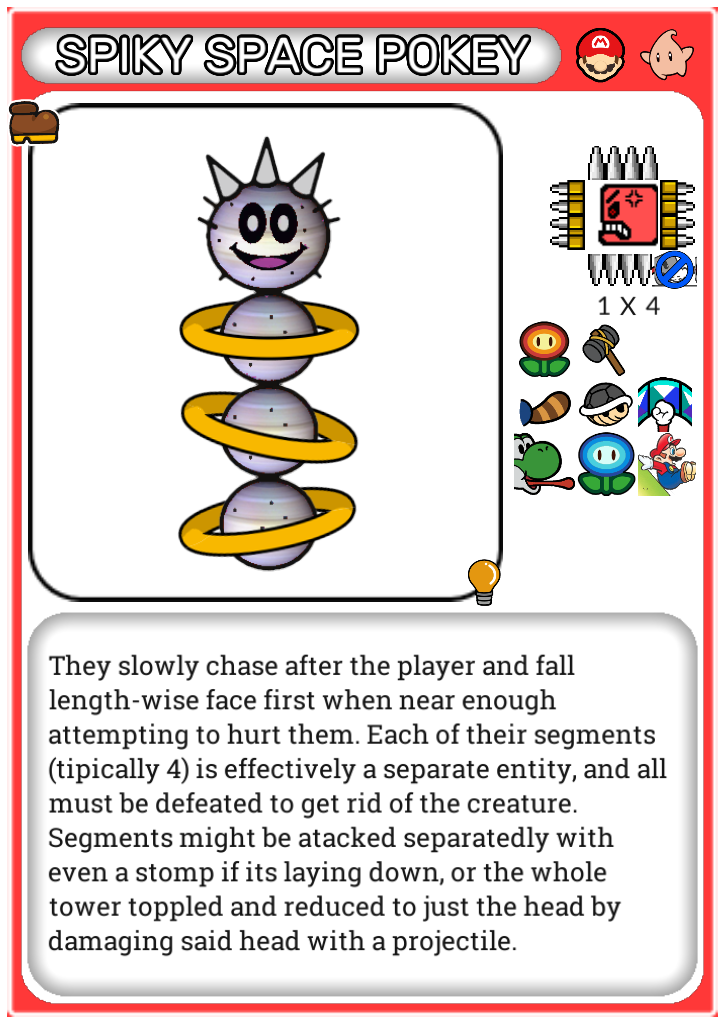 SPIKY SPACE POKEY
M
1 X 4
They slowly chase after the player and fall
length-wise face first when near enough
attempting to hurt them. Each of their segments
(tipically 4) is effectively a separate entity, and all
must be defeated to get rid of the creature.
Segments might be atacked separatedly with
even a stomp if its laying down, or the whole
tower toppled and reduced to just the head by
damaging said head with a projectile.